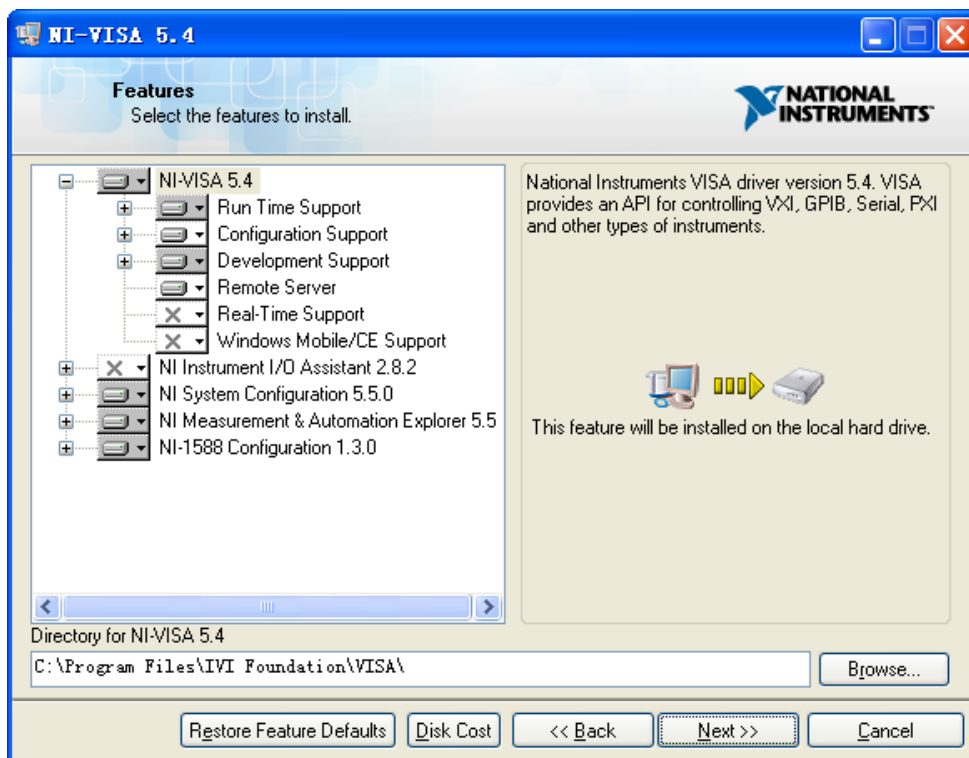 NI-VISA 5.4
Features
Select the features to install.
NATIONAL
INSTRUMENTS™
NI-VISA 5.4
Run Time Support
Configuration Support
Development Support
Remote Server
Real-Time Support
Windows Mobile/CE Support
NI Instrument I/O Assistant 2.8.2
NI System Configuration 5.5.0
NI Measurement & Automation Explorer 5.5
NI-1588 Configuration 1.3.0
National Instruments VISA driver version 5.4. VISA
provides an API for controlling VXI, GPIB, Serial, PXI
and other types of instruments.
This feature will be installed on the local hard drive.
Directory for NI-VISA 5.4
C:\Program Files\IVI Foundation\VISA\
Browse...
Restore Feature Defaults
Disk Cost
<< Back
Next >>
Cancel